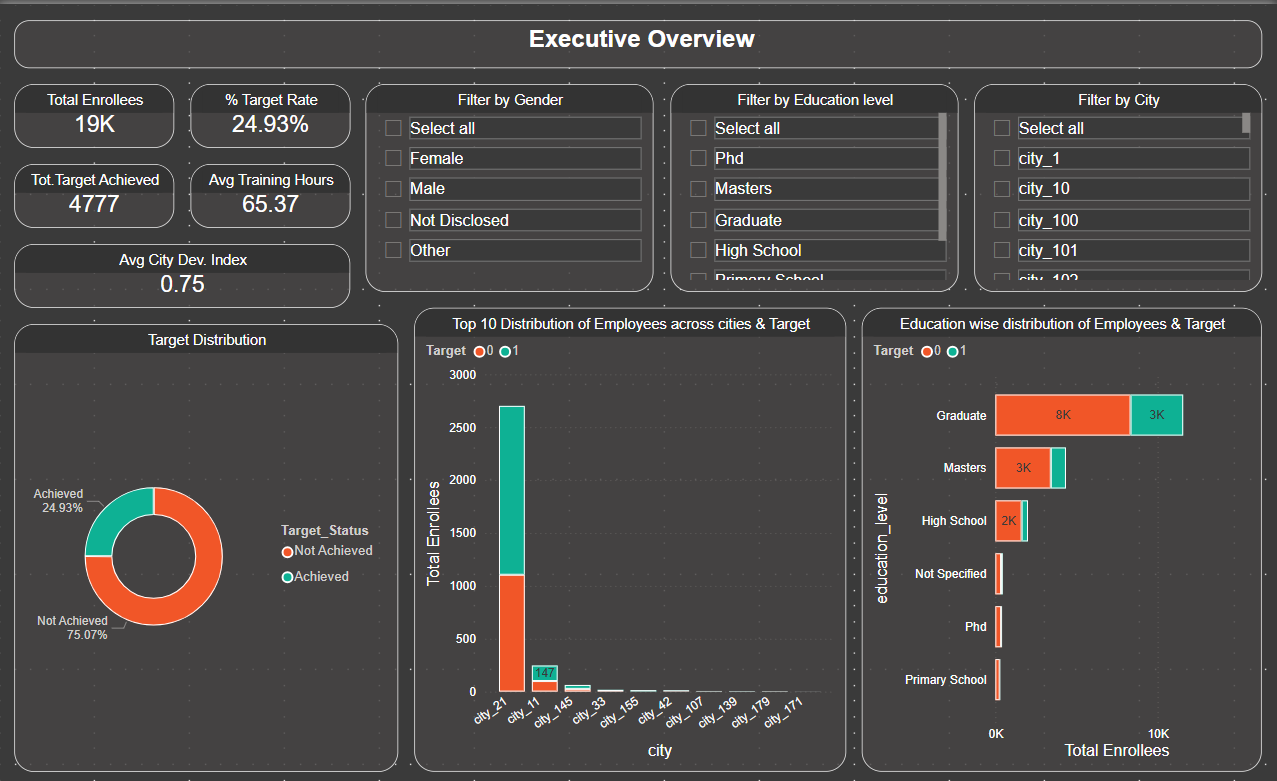 Executive Overview
Total Enrollees
19K
% Target Rate
24.93%
Tot.Target Achieved
4777
Avg Training Hours
65.37
Avg City Dev. Index
0.75
Filter by Gender
Select all
Female
Male
Not Disclosed
Other
Filter by Education level
Select all
Phd
Masters
Graduate
High School
Primary School
Filter by City
Select all
city_1
city_10
city_100
city_101
city_102
Target Distribution
Achieved
24.93%
Not Achieved
75.07%
Target_Status
Not Achieved
Achieved
Top 10 Distribution of Employees across cities & Target
Target 0 1
Total Enrollees
3000
2500
2000
1500
1000
500
0
147
city_21
city_11
city_145
city_33
city_155
city_42
city_107
city_139
city_179
city_171
city
Education wise distribution of Employees & Target
Target 0 1
education_level
Graduate 8K 3K
Masters 3K
High School 2K
Not Specified
Phd
Primary School
0K 10K
Total Enrollees